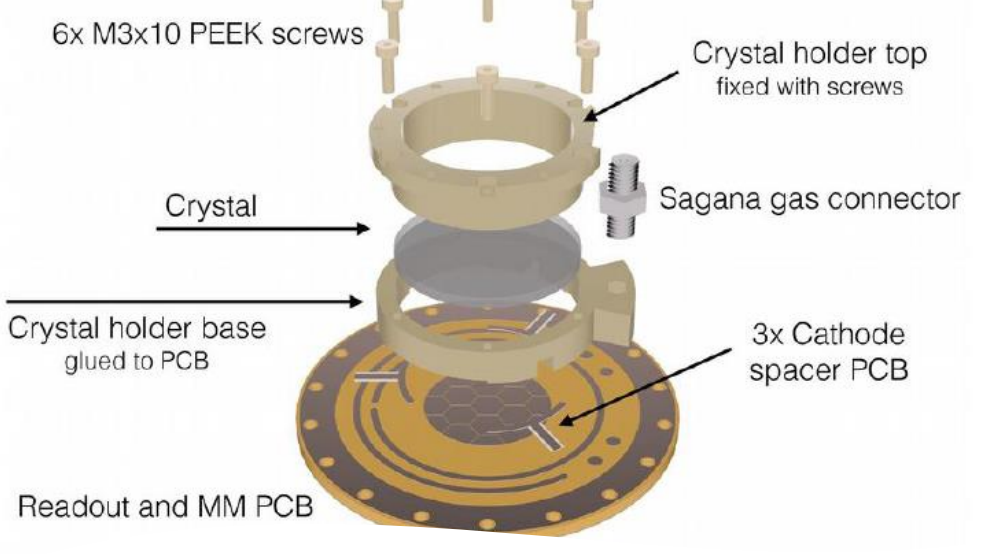 6x M3x10 PEEK screws
Crystal holder top
fixed with screws
Crystal
Sagana gas connector
Crystal holder base
glued to PCB
3x Cathode
spacer PCB
Readout and MM PCB